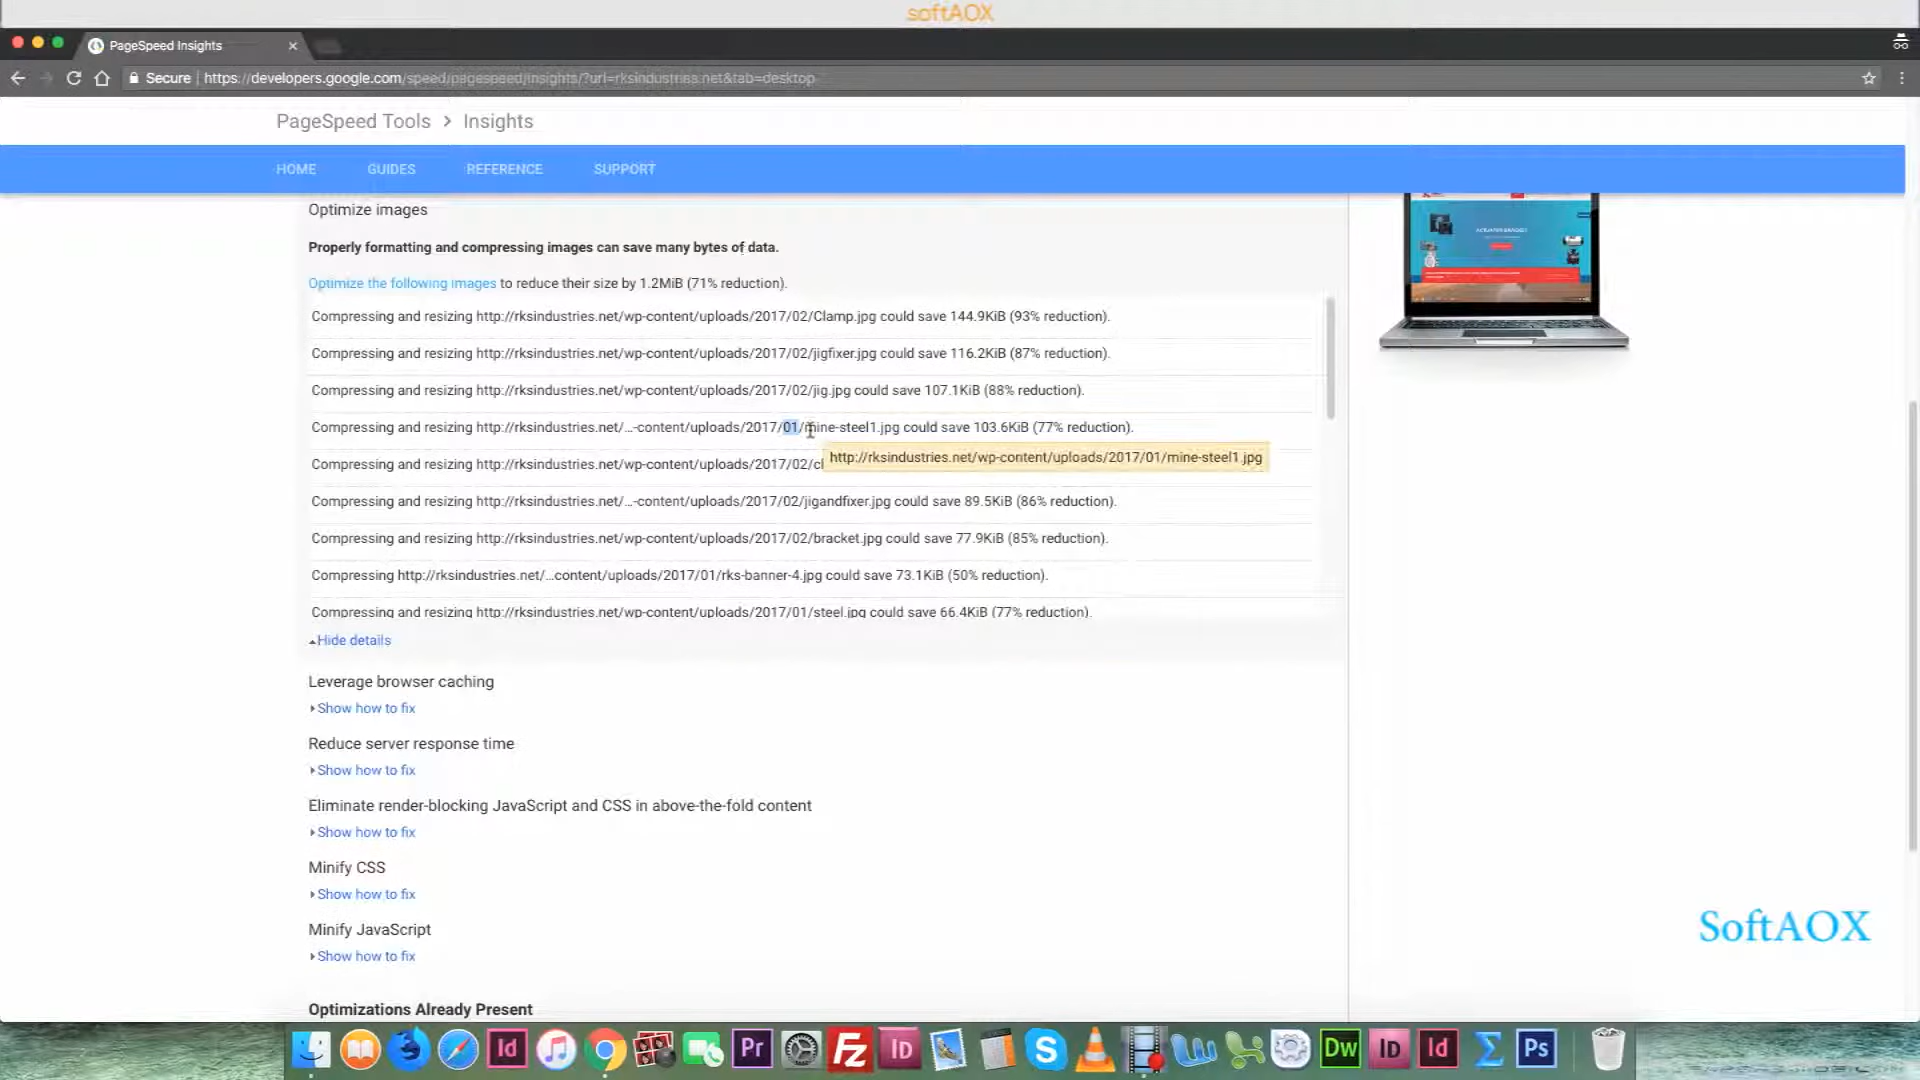 softAOX
PageSpeed Insights
Secure https://developers.google.com/speed/pagespeed/insights/?url=rksindustries.net&tab=desktop
PageSpeed Tools > Insights
HOME GUIDES REFERENCE SUPPORT
Optimize images
Properly formatting and compressing images can save many bytes of data.
Optimize the following images to reduce their size by 1.2MiB (71% reduction).
Compressing and resizing http://rksindustries.net/wp-content/uploads/2017/02/Clamp.jpg could save 144.9KiB (93% reduction).
Compressing and resizing http://rksindustries.net/wp-content/uploads/2017/02/jigfixer.jpg could save 116.2KiB (87% reduction).
Compressing and resizing http://rksindustries.net/wp-content/uploads/2017/02/jig.jpg could save 107.1KiB (88% reduction).
Compressing and resizing http://rksindustries.net/...-content/uploads/2017/01/mine-steel1.jpg could save 103.6KiB (77% reduction).
http://rksindustries.net/wp-content/uploads/2017/01/mine-steel1.jpg
Compressing and resizing http://rksindustries.net/wp-content/uploads/2017/02/cl
Compressing and resizing http://rksindustries.net/...-content/uploads/2017/02/jigandfixer.jpg could save 89.5KiB (86% reduction).
Compressing and resizing http://rksindustries.net/wp-content/uploads/2017/02/bracket.jpg could save 77.9KiB (85% reduction).
Compressing http://rksindustries.net/...content/uploads/2017/01/rks-banner-4.jpg could save 73.1KiB (50% reduction).
Compressing and resizing http://rksindustries.net/wp-content/uploads/2017/01/steel.jpg could save 66.4KiB (77% reduction).
Hide details
Leverage browser caching
Show how to fix
Reduce server response time
Show how to fix
Eliminate render-blocking JavaScript and CSS in above-the-fold content
Show how to fix
Minify CSS
Show how to fix
Minify JavaScript
Show how to fix
SoftAOX
Optimizations Already Present
Id Pr Fz ID S Dw ID Id Ps